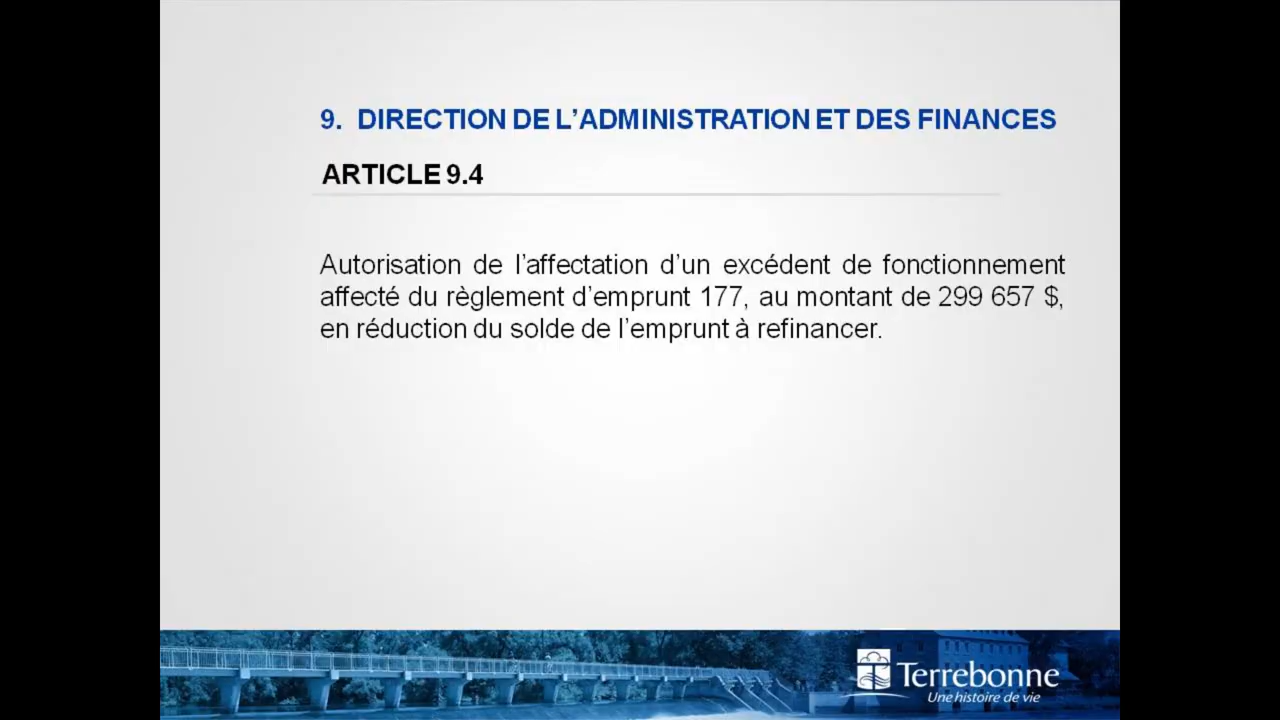 9. DIRECTION DE L’ADMINISTRATION ET DES FINANCES
ARTICLE 9.4
Autorisation de l’affectation d’un excédent de fonctionnement
affecté du règlement d’emprunt 177, au montant de 299 657 $,
en réduction du solde de l’emprunt à refinancer.
Terrebonne
Une histoire de vie